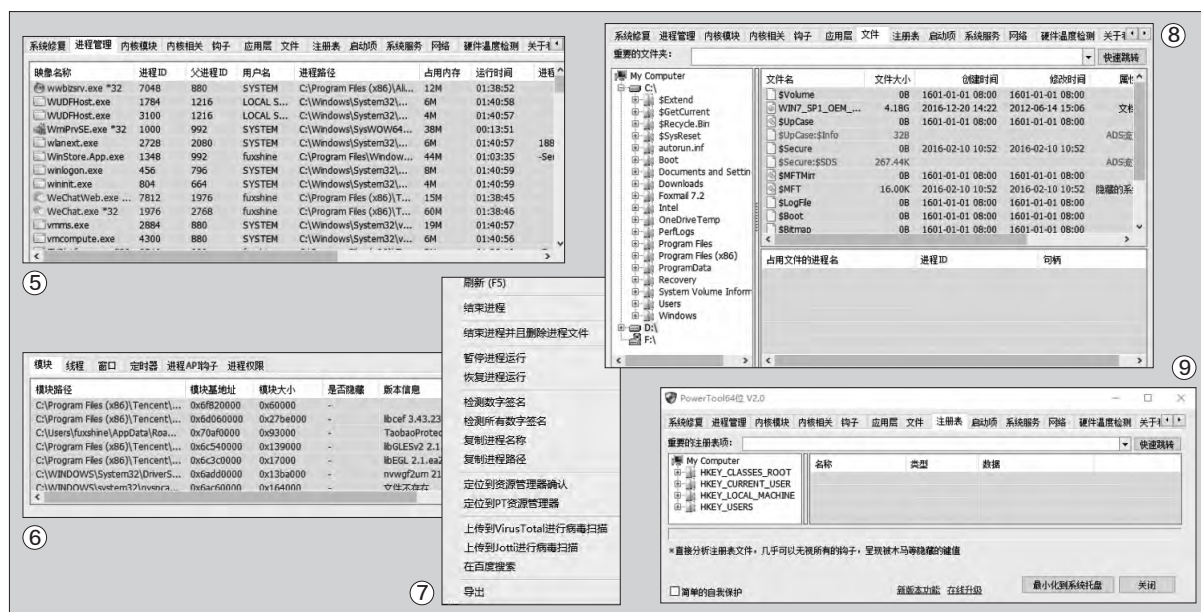 系统修复 进程管理 内核模块 内核相关 钩子 应用层 文件 注册表 启动项 系统服务 网络 硬件温度检测
映像名称 进程ID 父进程ID 用户名 进程路径 占用内存 运行时间
wwbizsrv.exe *32 7048 880 SYSTEM C:\Program Files (x86)\Ali... 12M 01:38:52
WUDFHost.exe 1784 1216 LOCAL S... C:\Windows\System32\... 6M 01:40:58
WUDFHost.exe 3100 1216 LOCAL S... C:\Windows\System32\... 4M 01:40:57
WmiPrvSE.exe *32 1000 992 SYSTEM C:\Windows\SysWOW64... 38M 00:13:51
wlanext.exe 2728 2080 SYSTEM C:\Windows\System32\... 6M 01:40:57 188
WinStore.App.exe 1348 992 fuxshine C:\Program Files\Window... 44M 01:03:35 -Ser
winlogon.exe 456 796 SYSTEM C:\Windows\System32\... 8M 01:40:59
wininit.exe 804 664 SYSTEM C:\Windows\System32\... 4M 01:40:59
WeChatWeb.exe ... 7812 1976 fuxshine C:\Program Files (x86)\T... 15M 01:38:45
WeChat.exe *32 1976 2768 fuxshine C:\Program Files (x86)\T... 60M 01:38:46
vmms.exe 2884 880 SYSTEM C:\Windows\System32\v... 19M 01:40:57
vmcompute.exe 4300 880 SYSTEM C:\Windows\System32\v... 6M 01:40:56
⑤
模块 线程 窗口 定时器 进程API钩子 进程权限
模块路径 模块基地址 模块大小 是否隐藏 版本信息
C:\Program Files (x86)\Tencent\... 0x6f820000 0x60000 -
C:\Program Files (x86)\Tencent\... 0x6d060000 0x27be000 - libcef 3.43.23
C:\Users\fuxshine\AppData\Roa... 0x70af0000 0x93000 - TaobaoProtec
C:\Program Files (x86)\Tencent\... 0x6c540000 0x139000 - libGLESv2 2.1
C:\Program Files (x86)\Tencent\... 0x6c3c0000 0x17000 - libEGL 2.1.ea2
C:\WINDOWS\System32\DriverS... 0x6add0000 0x13ba000 - nvwgf2um 21
C:\WINDOWS\system32\nvspca... 0x6ac60000 0x164000 - 文件不存在
⑥
刷新 (F5)
结束进程
结束进程并且删除进程文件
暂停进程运行
恢复进程运行
检测数字签名
检测所有数字签名
复制进程名称
复制进程路径
定位到资源管理器确认
定位到PT资源管理器
上传到VirusTotal进行病毒扫描
上传到Jotti进行病毒扫描
在百度搜索
导出
⑦
系统修复 进程管理 内核模块 内核相关 钩子 应用层 文件 注册表 启动项 系统服务 网络 硬件温度检测
重要的文件夹: 快速跳转
My Computer
C:\
$Extend
$GetCurrent
$Recycle.Bin
$SysReset
autorun.inf
Boot
Documents and Settin
Downloads
Foxmail 7.2
Intel
OneDriveTemp
PerfLogs
Program Files
Program Files (x86)
ProgramData
Recovery
System Volume Inform
Users
Windows
D:\
F:\
文件名 文件大小 创建时间 修改时间 属性
$Volume 0B 1601-01-01 08:00 1601-01-01 08:00
WIN7_SP1_OEM_... 4.18G 2016-12-20 14:22 2012-06-14 15:06 文档
$UpCase 0B 1601-01-01 08:00 1601-01-01 08:00
$UpCase:$Info 32B ADS流
$Secure 0B 2016-02-10 10:52 2016-02-10 10:52
$Secure:$SDS 267.44K ADS流
$MFTMirr 0B 1601-01-01 08:00 1601-01-01 08:00
$MFT 16.00K 2016-02-10 10:52 2016-02-10 10:52 隐藏的系
$LogFile 0B 1601-01-01 08:00 1601-01-01 08:00
$Boot 0B 1601-01-01 08:00 1601-01-01 08:00
$Bitmap 0B 1601-01-01 08:00 1601-01-01 08:00
占用文件的进程名 进程ID 句柄
⑧
PowerTool64位 V2.0
系统修复 进程管理 内核模块 内核相关 钩子 应用层 文件 注册表 启动项 系统服务 网络 硬件温度检测
重要的注册表项: 快速跳转
My Computer
HKEY_CLASSES_ROOT
HKEY_CURRENT_USER
HKEY_LOCAL_MACHINE
HKEY_USERS
名称 类型 数据
*直接分析注册表文件，几乎可以无视所有的钩子，呈现被木马等隐藏的键值
简单的自我保护 新版本功能 在线升级 最小化到系统托盘 关闭
⑨